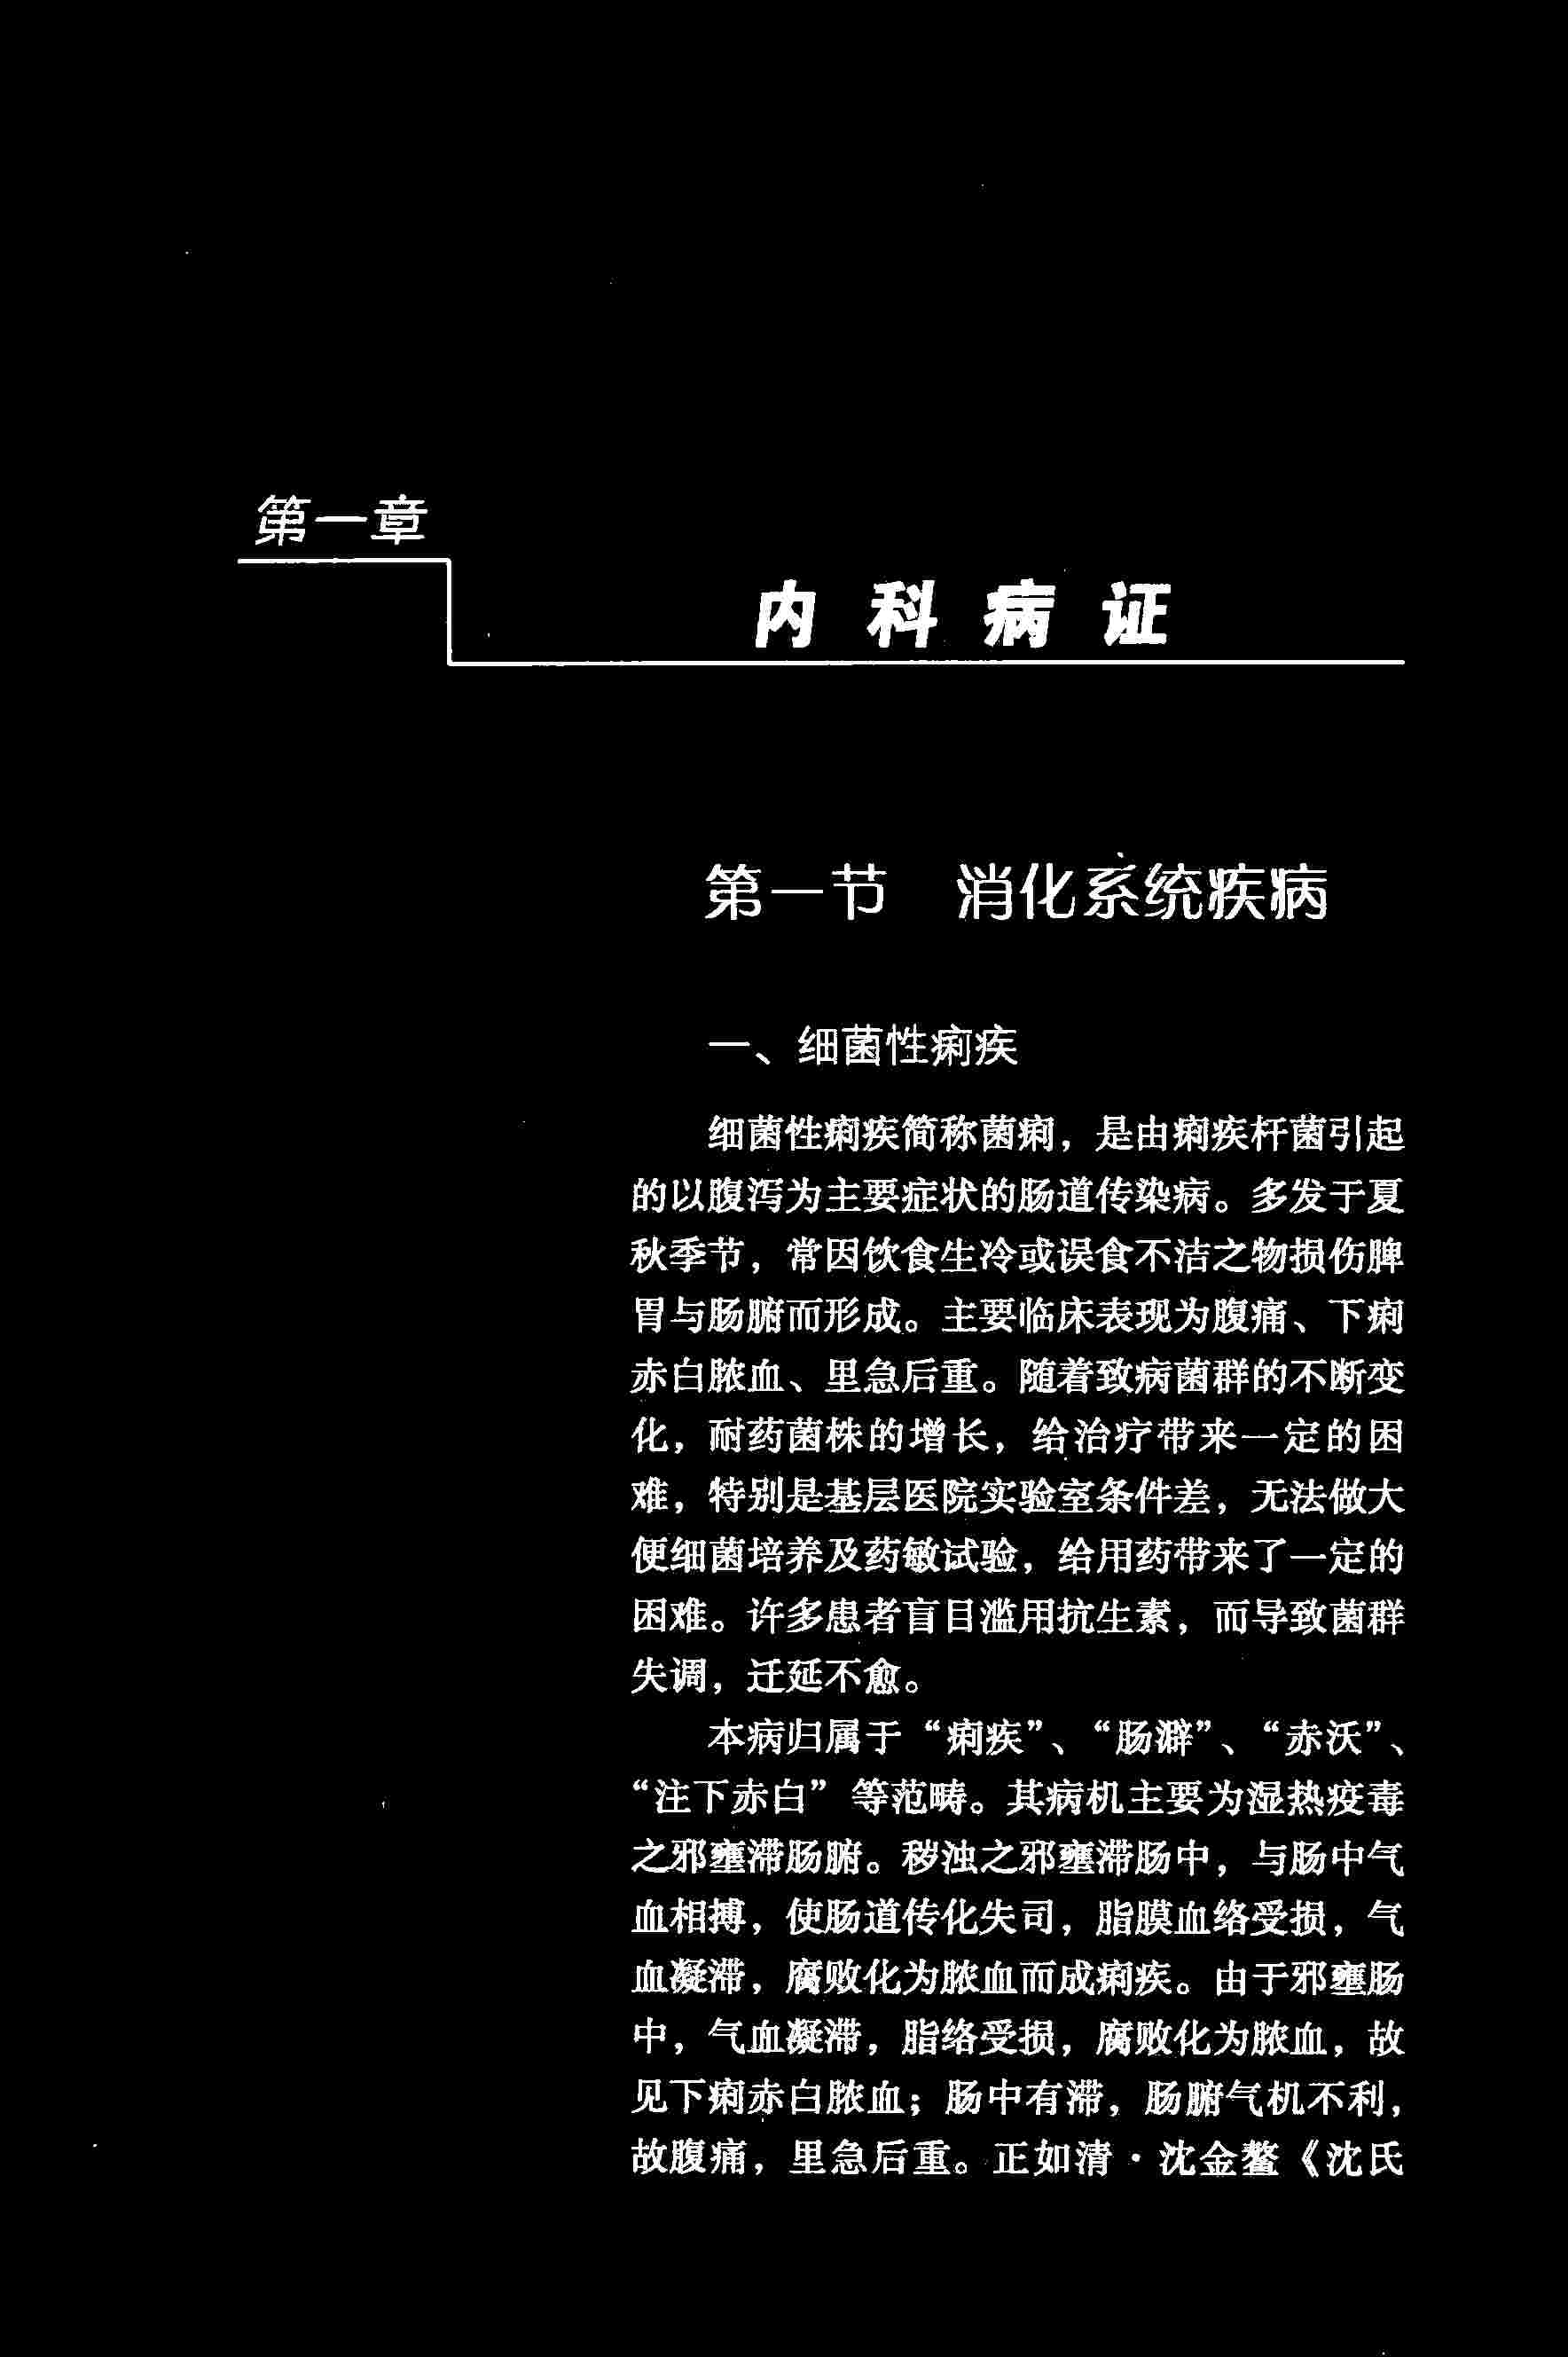 第一章
内科病证
第一节 消化系统疾病
一、细菌性痢疾
细菌性痢疾简称菌痢，是由痢疾杆菌引起
的以腹泻为主要症状的肠道传染病。多发于夏
秋季节，常因饮食生冷或误食不洁之物损伤脾
胃与肠腑而形成。主要临床表现为腹痛、下痢
赤白脓血、里急后重。随着致病菌群的不断变
化，耐药菌株的增长，给治疗带来一定的困
难，特别是基层医院实验室条件差，无法做大
便细菌培养及药敏试验，给用药带来了一定的
困难。许多患者盲目滥用抗生素，而导致菌群
失调，迁延不愈。
本病归属于“痢疾”、“肠澼”、“赤沃”、
“注下赤白”等范畴。其病机主要为湿热疫毒
之邪壅滞肠腑。秽浊之邪壅滞肠中，与肠中气
血相搏，使肠道传化失司，脂膜血络受损，气
血凝滞，腐败化为脓血而成痢疾。由于邪壅肠
中，气血凝滞，脂络受损，腐败化为脓血，故
见下痢赤白脓血；肠中有滞，肠腑气机不利，
故腹痛，里急后重。正如清·沈金鳌《沈氏